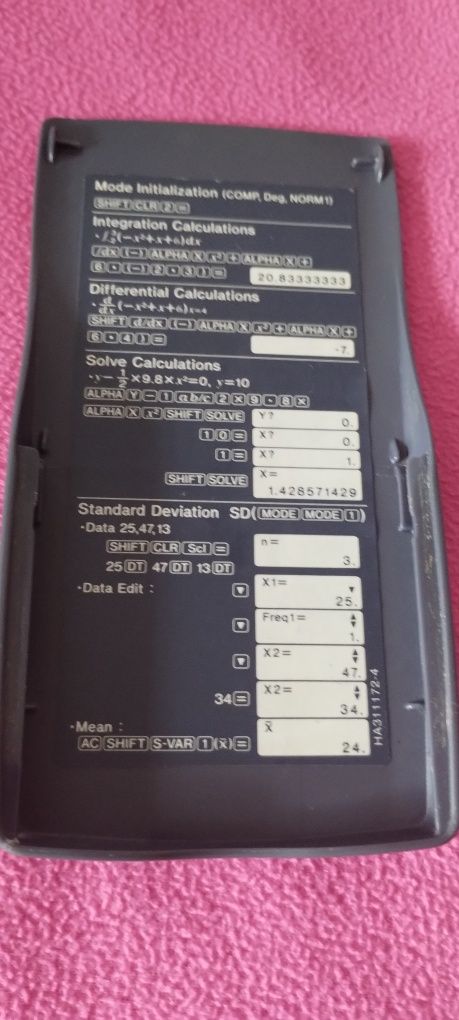 Mode Initialization (COMP, Deg, NORM1)
SHIFT CLR 2 =
Integration Calculations
·∫₋₂³(−x²+x+6)dx
∫dx (−) ALPHA X x² + ALPHA X +
6 , (−) 2 , 3 ) = 20.83333333
Differential Calculations
·d/dx(−x²+x+6)x=4
SHIFT d/dx (−) ALPHA X x² + ALPHA X +
6 , 4 ) = -7.
Solve Calculations
·y−1/2×9.8×x²=0, y=10
ALPHA Y − 1 ab/c 2 × 9 · 8 ×
ALPHA X x² SHIFT SOLVE Y? 0.
1 0 = X? 0.
1 = X? 1.
SHIFT SOLVE X= 1.428571429
Standard Deviation SD( MODE MODE 1 )
·Data 25,47,13
SHIFT CLR Scl = n= 3.
25 DT 47 DT 13 DT
·Data Edit : ▼ X1= ▼ 25.
▼ Freq1= ▲▼ 1.
▼ X2= ▲▼ 47.
34 = X2= ▲▼ 34.
·Mean :
AC SHIFT S-VAR 1 (x̄) = x̄ 24.
HA311172-4